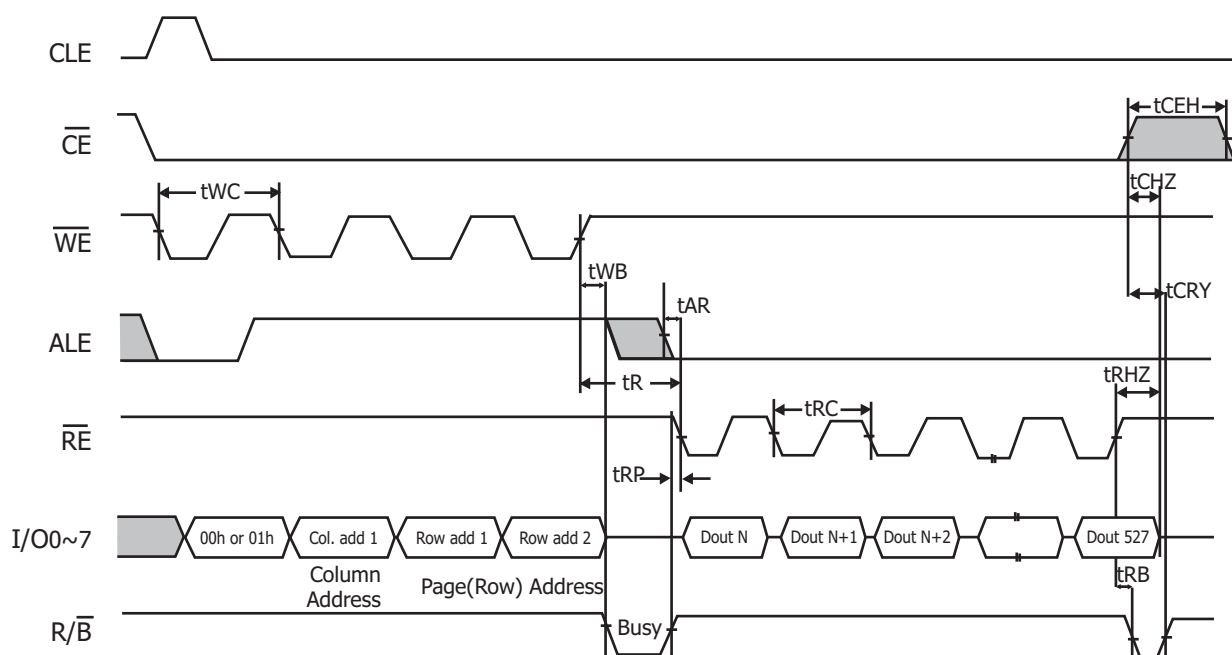 CLE
tCEH
CE
tWC
tCHZ
WE
tWB
tCRY
tAR
ALE
tR
tRHZ
tRC
RE
tRP
I/O0~7
00h or 01h
Col. add 1
Row add 1
Row add 2
Dout N
Dout N+1
Dout N+2
Dout 527
Column
Address
Page(Row) Address
tRB
R/B
Busy